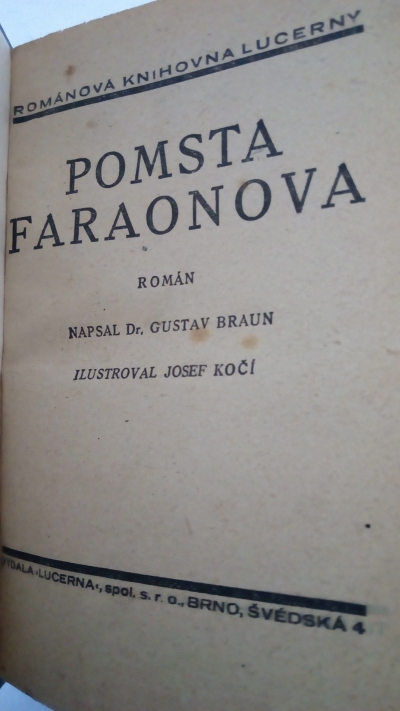 ROMÁNOVÁ KNIHOVNA LUCERNY
POMSTA
FARAONOVA
ROMÁN
NAPSAL Dr. GUSTAV BRAUN
ILUSTROVAL JOSEF KOČÍ
VYDALA »LUCERNA«, spol. s. r. o., BRNO, ŠVÉDSKÁ 4